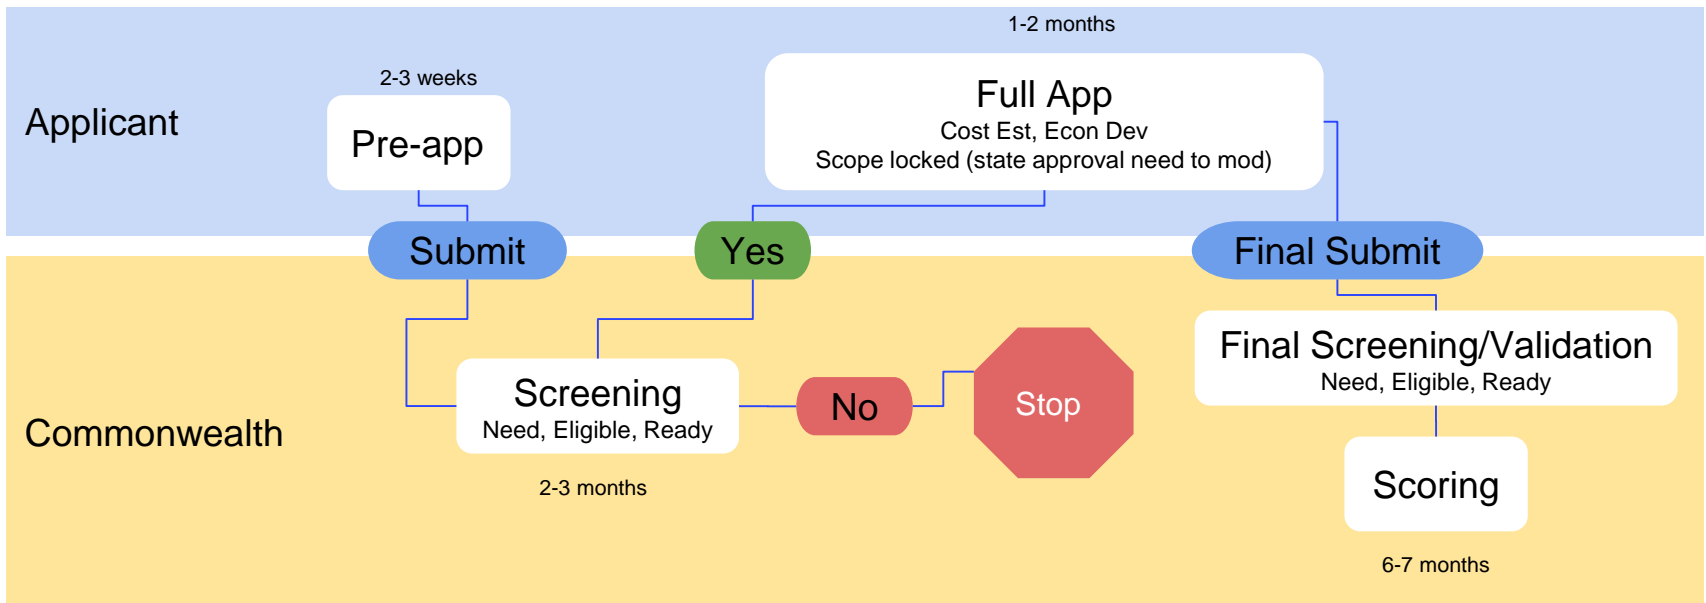 1-2 months
2-3 weeks
Applicant
Pre-app
Full App
Cost Est, Econ Dev
Scope locked (state approval need to mod)
Submit
Yes
Final Submit
Commonwealth
Screening
Need, Eligible, Ready
2-3 months
No
Stop
Final Screening/Validation
Need, Eligible, Ready
Scoring
6-7 months